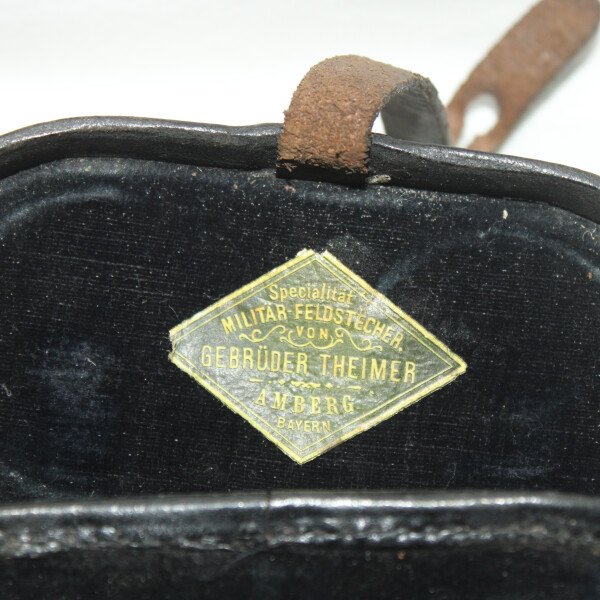 Specialität
MILITÄR-FELDSTECHER
VON
GEBRÜDER THEIMER
AMBERG
BAYERN